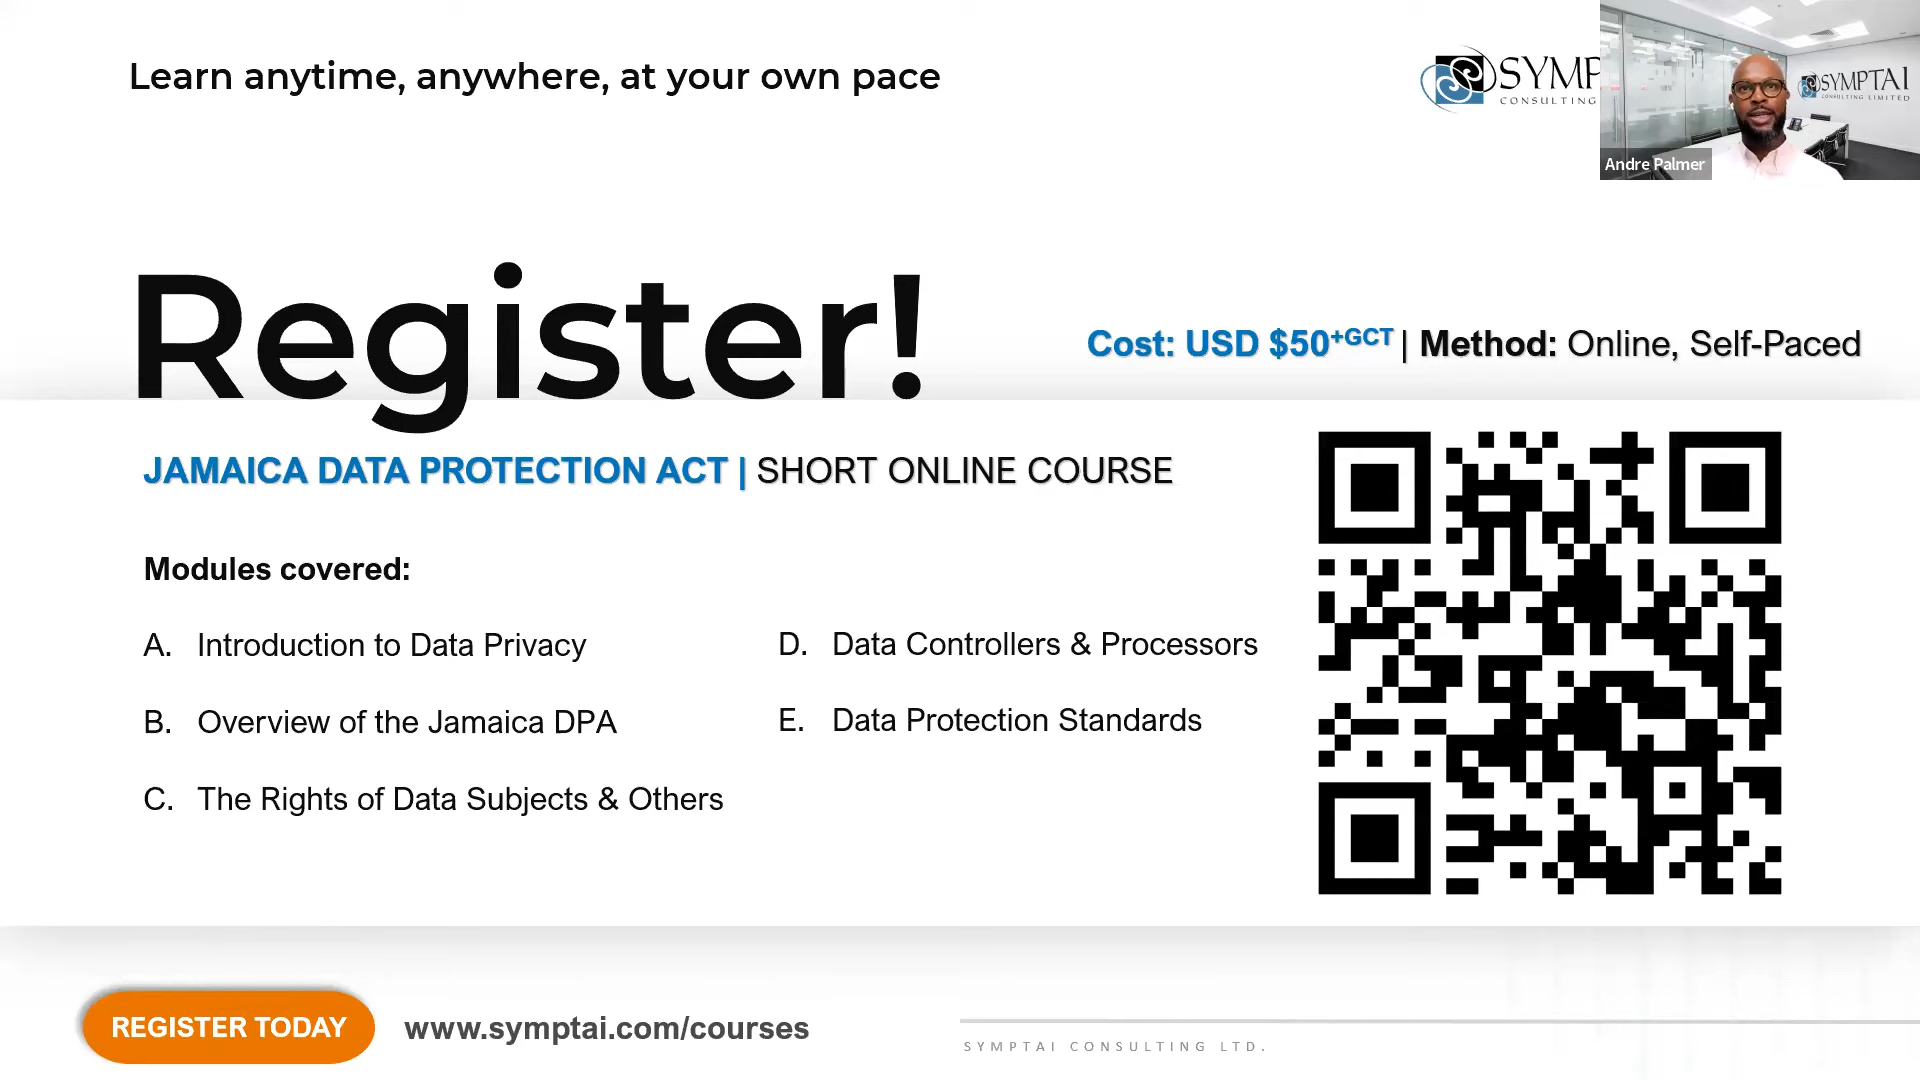 Learn anytime, anywhere, at your own pace
SYMP
CONSULTING
SYMPTAI
CONSULTING LIMITED
Andre Palmer
Register!
Cost: USD $50+GCT | Method: Online, Self-Paced
JAMAICA DATA PROTECTION ACT | SHORT ONLINE COURSE
Modules covered:
A. Introduction to Data Privacy
B. Overview of the Jamaica DPA
C. The Rights of Data Subjects & Others
D. Data Controllers & Processors
E. Data Protection Standards
REGISTER TODAY
www.symptai.com/courses
SYMPTAI CONSULTING LTD.